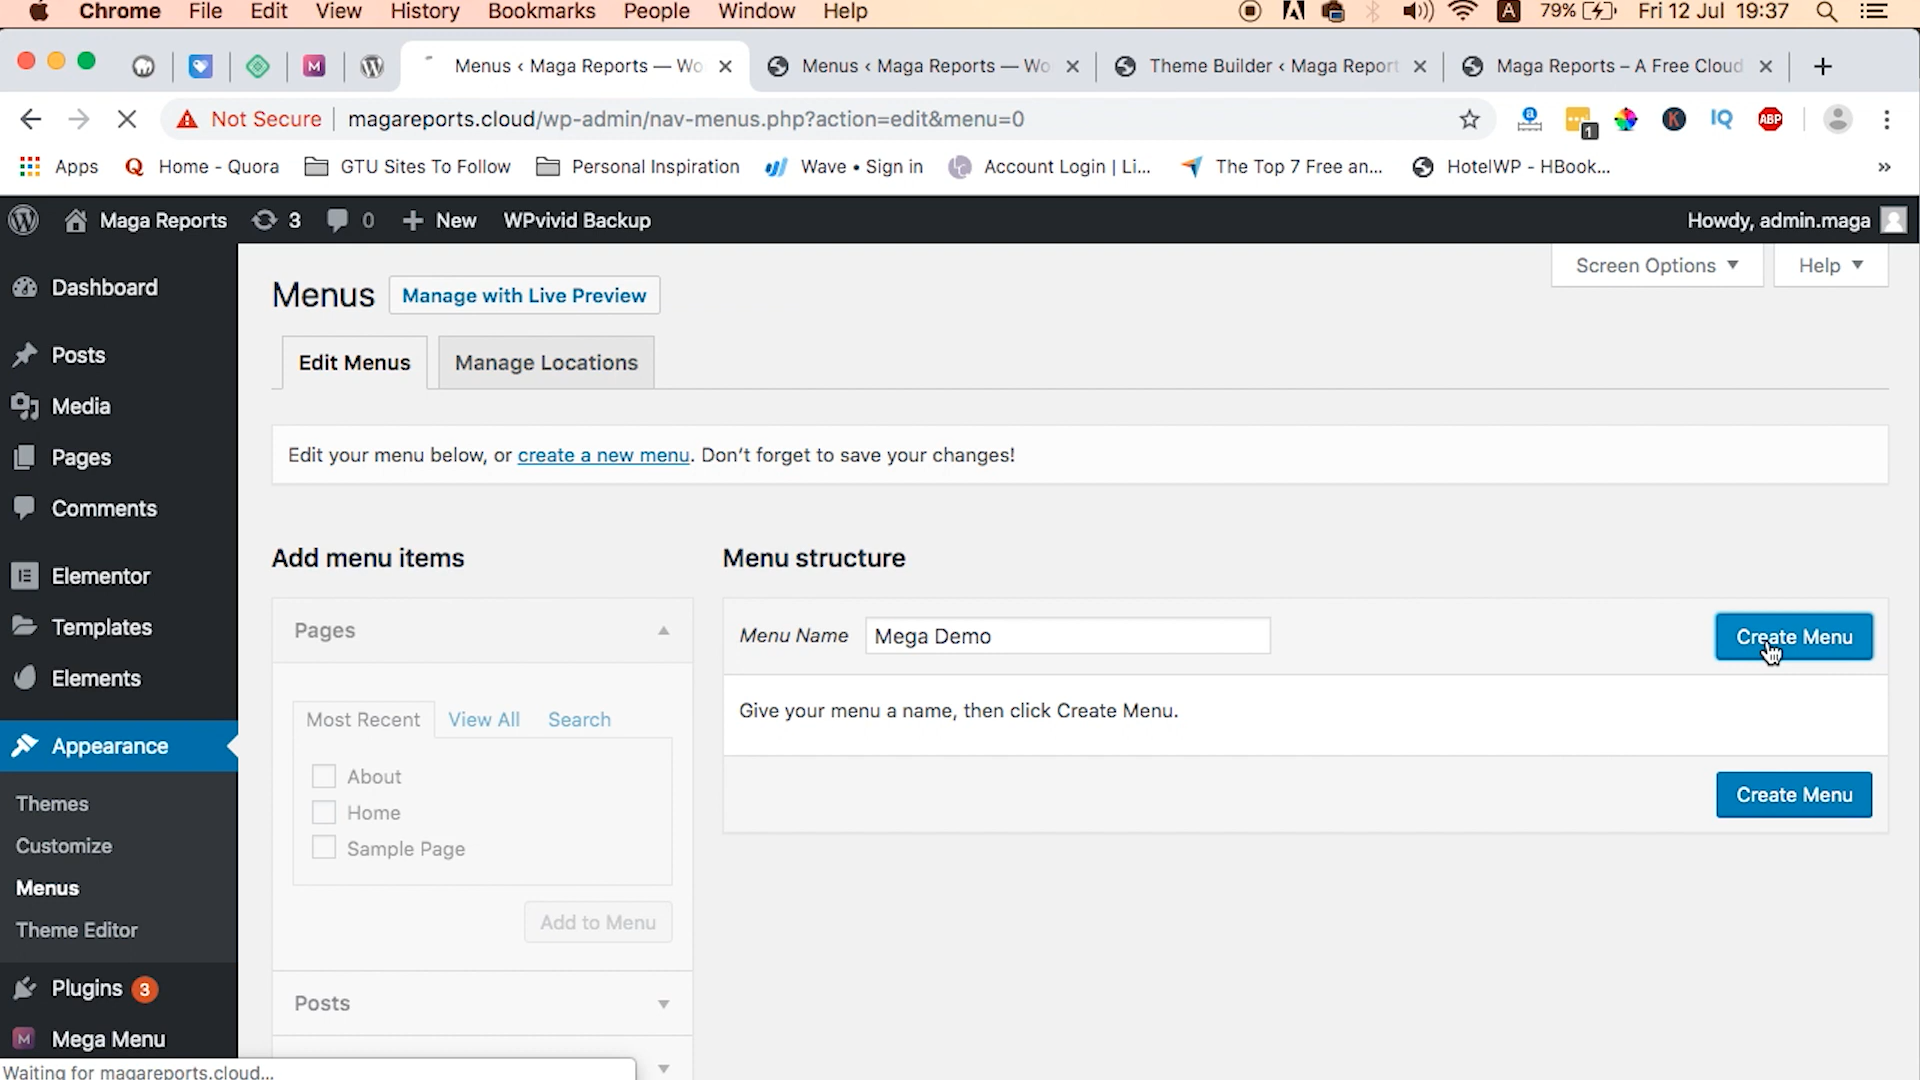 Chrome File Edit View History Bookmarks People Window Help 79% Fri 12 Jul 19:37
Menus ‹ Maga Reports — Wo Menus ‹ Maga Reports — Wo Theme Builder ‹ Maga Report Maga Reports – A Free Cloud
Not Secure magareports.cloud/wp-admin/nav-menus.php?action=edit&menu=0 1 K IQ ABP
Apps Home - Quora GTU Sites To Follow Personal Inspiration Wave • Sign in Account Login | Li... The Top 7 Free an... HotelWP - HBook... »
Maga Reports 3 0 + New WPvivid Backup Howdy, admin.maga
Screen Options Help
Dashboard
Posts
Media
Pages
Comments
Elementor
Templates
Elements
Appearance
Themes
Customize
Menus
Theme Editor
Plugins 3
Mega Menu
Menus Manage with Live Preview
Edit Menus Manage Locations
Edit your menu below, or create a new menu. Don’t forget to save your changes!
Add menu items
Pages
Most Recent View All Search
About
Home
Sample Page
Add to Menu
Posts
Menu structure
Menu Name Mega Demo Create Menu
Give your menu a name, then click Create Menu.
Create Menu
Waiting for magareports.cloud...